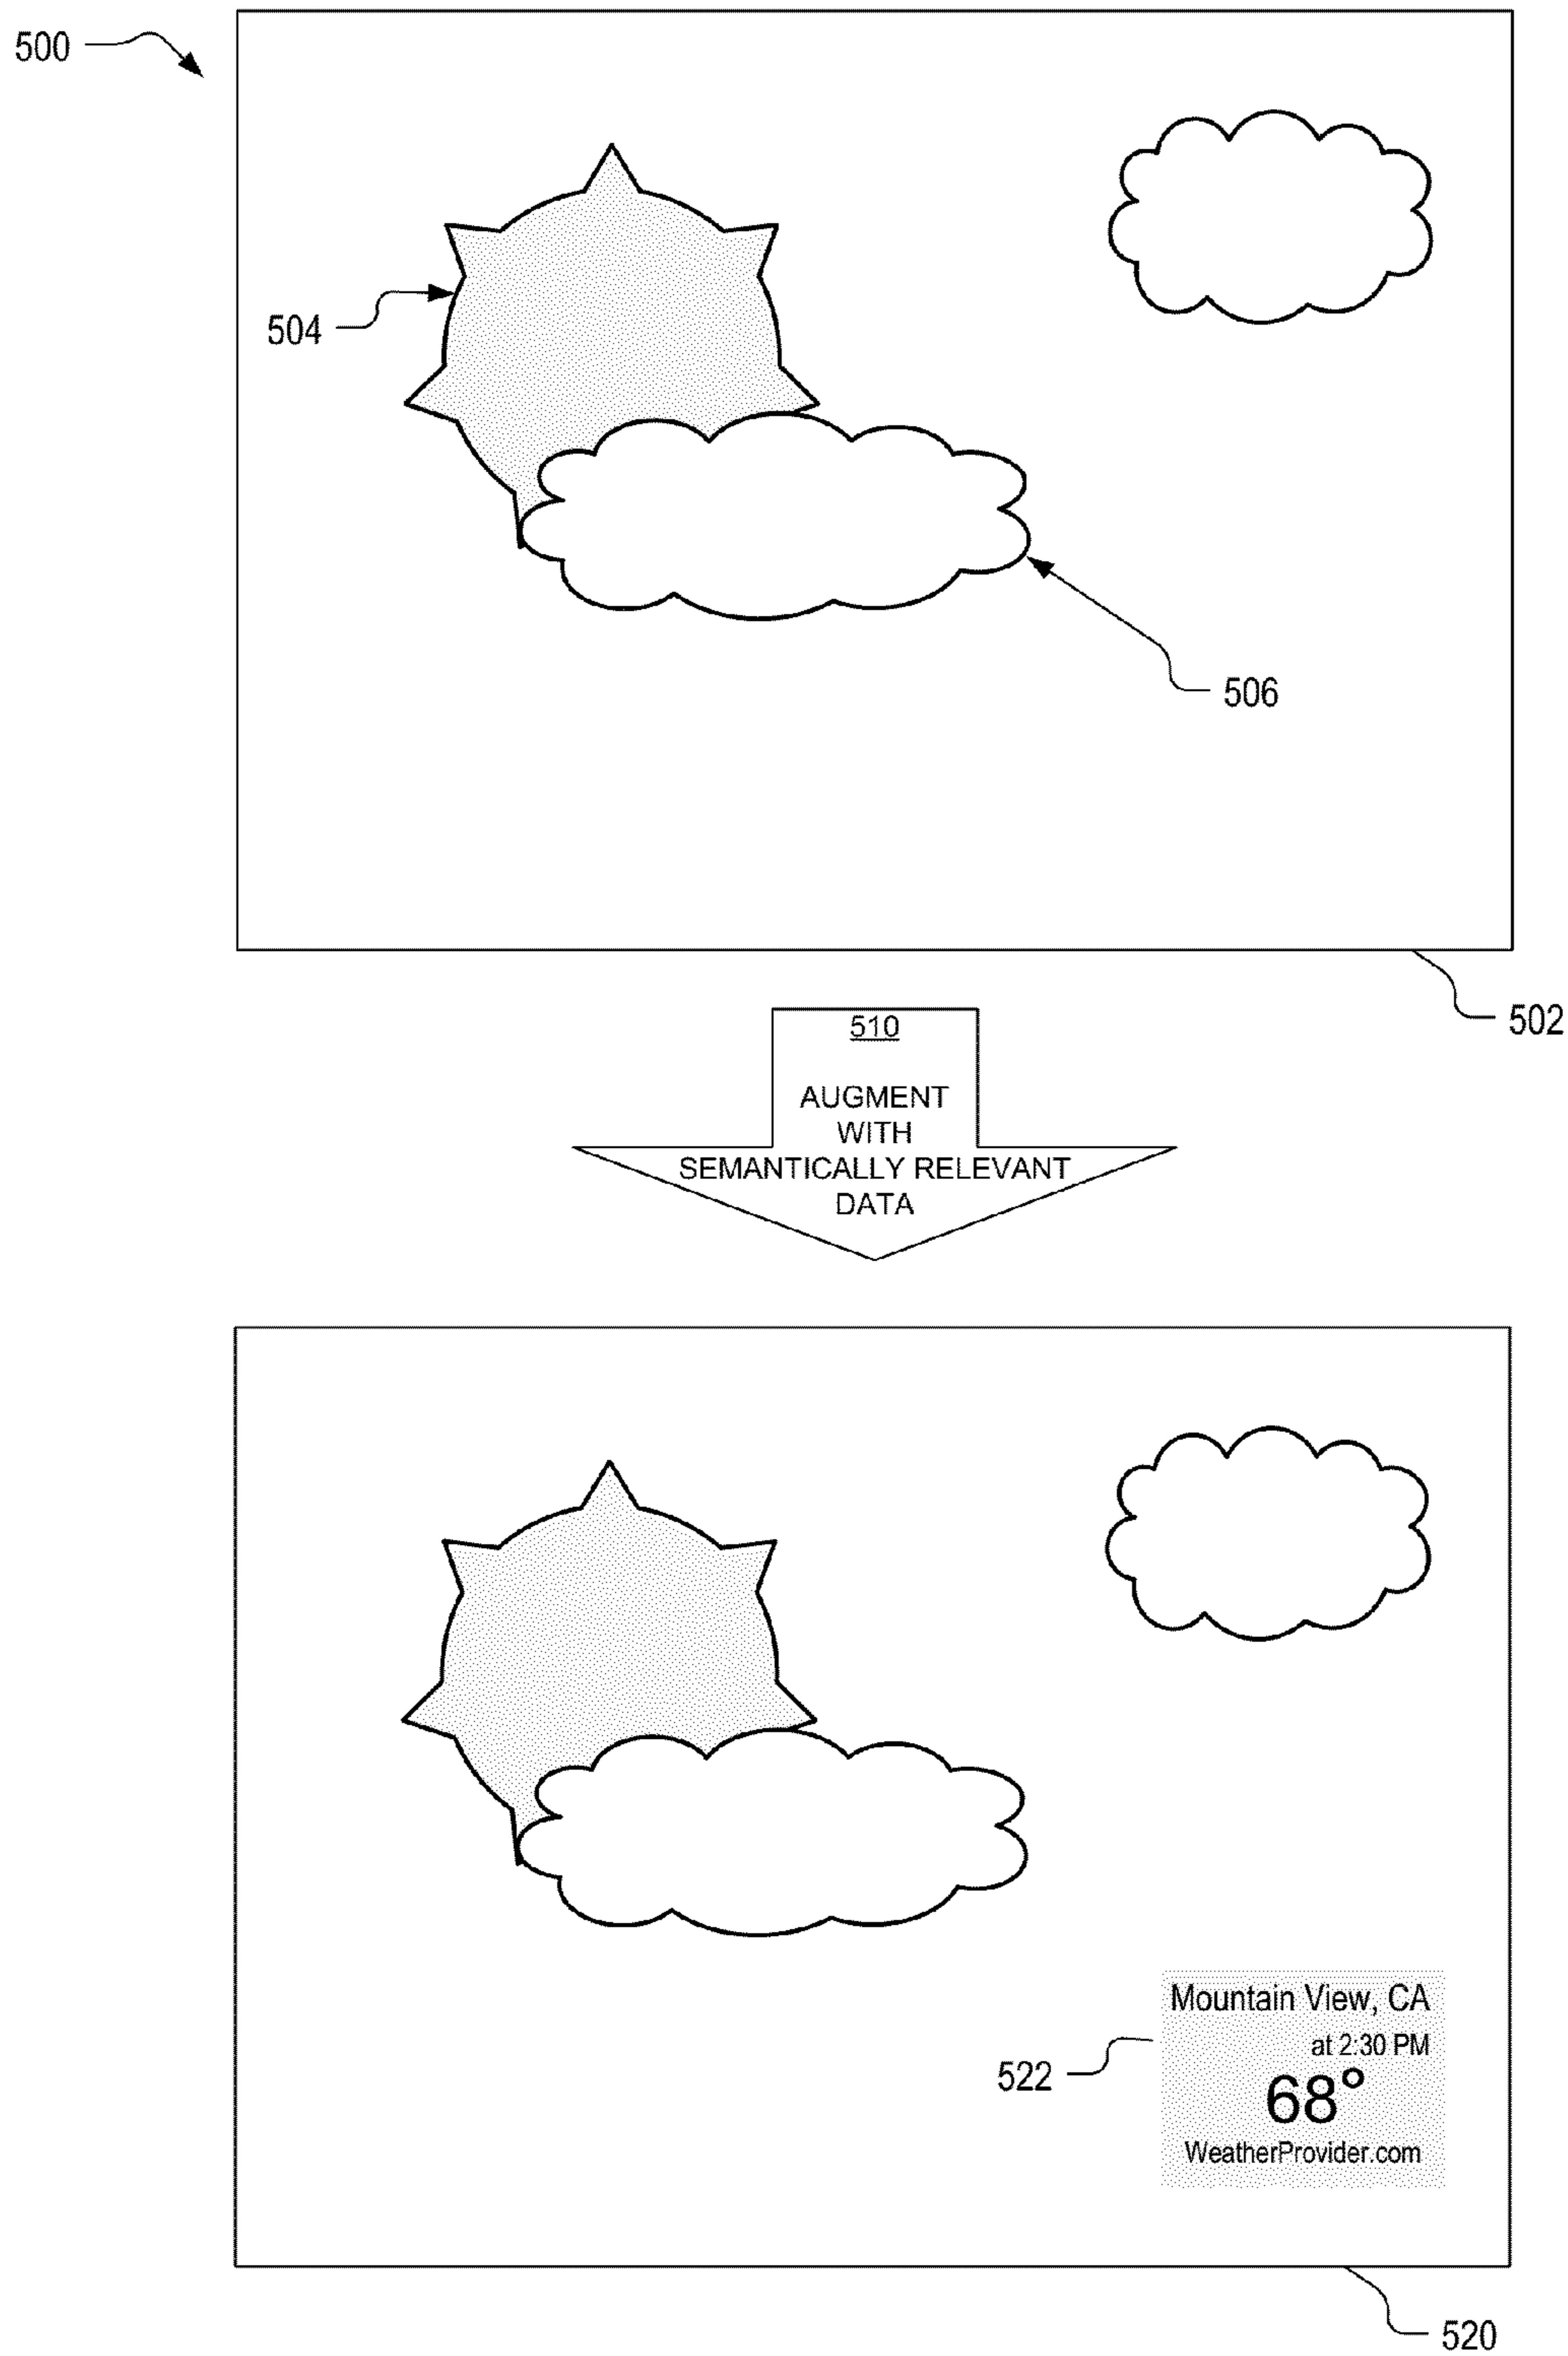 500
504
506
502
510
AUGMENT
WITH
SEMANTICALLY RELEVANT
DATA
Mountain View, CA
at 2:30 PM
522
68°
WeatherProvider.com
520